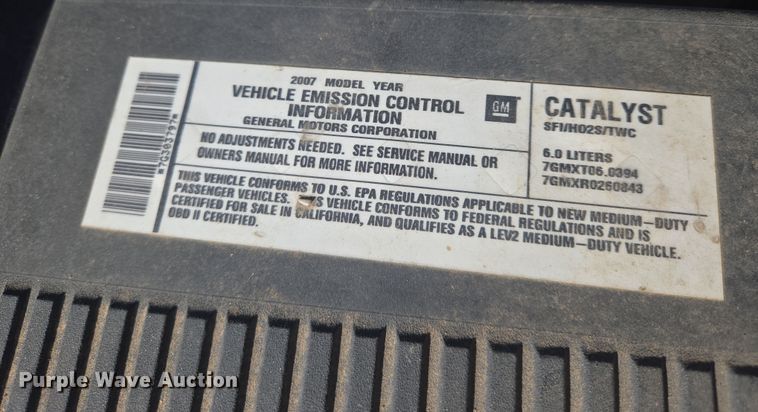 2007 MODEL YEAR
VEHICLE EMISSION CONTROL
INFORMATION
GENERAL MOTORS CORPORATION
GM
NO ADJUSTMENTS NEEDED. SEE SERVICE MANUAL OR
OWNERS MANUAL FOR MORE INFORMATION.
CATALYST
SFI/HO2S/TWC
6.0 LITERS
7GMXT06.0394
7GMXR0260843
THIS VEHICLE CONFORMS TO U.S. EPA REGULATIONS APPLICABLE TO NEW MEDIUM-DUTY
PASSENGER VEHICLES. S VEHICLE CONFORMS TO FEDERAL REGULATIONS AND IS
CERTIFIED FOR SALE IN CALIFORNIA, AND QUALIFIES AS A LEV2 MEDIUM-DUTY VEHICLE.
OBD II CERTIFIED.
*7G303797*
Purple Wave Auction